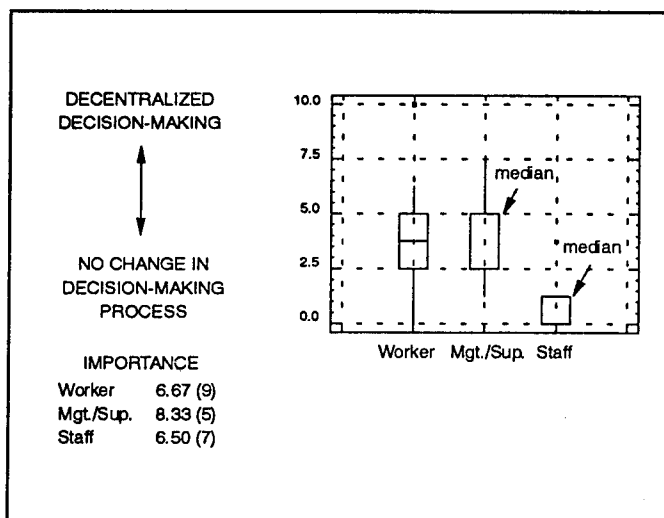 DECENTRALIZED
DECISION-MAKING
NO CHANGE IN
DECISION-MAKING
PROCESS
IMPORTANCE
Worker 6.67 (9)
Mgt./Sup. 8.33 (5)
Staff 6.50 (7)
10.0
7.5
5.0
2.5
0.0
median
median
Worker Mgt./Sup. Staff